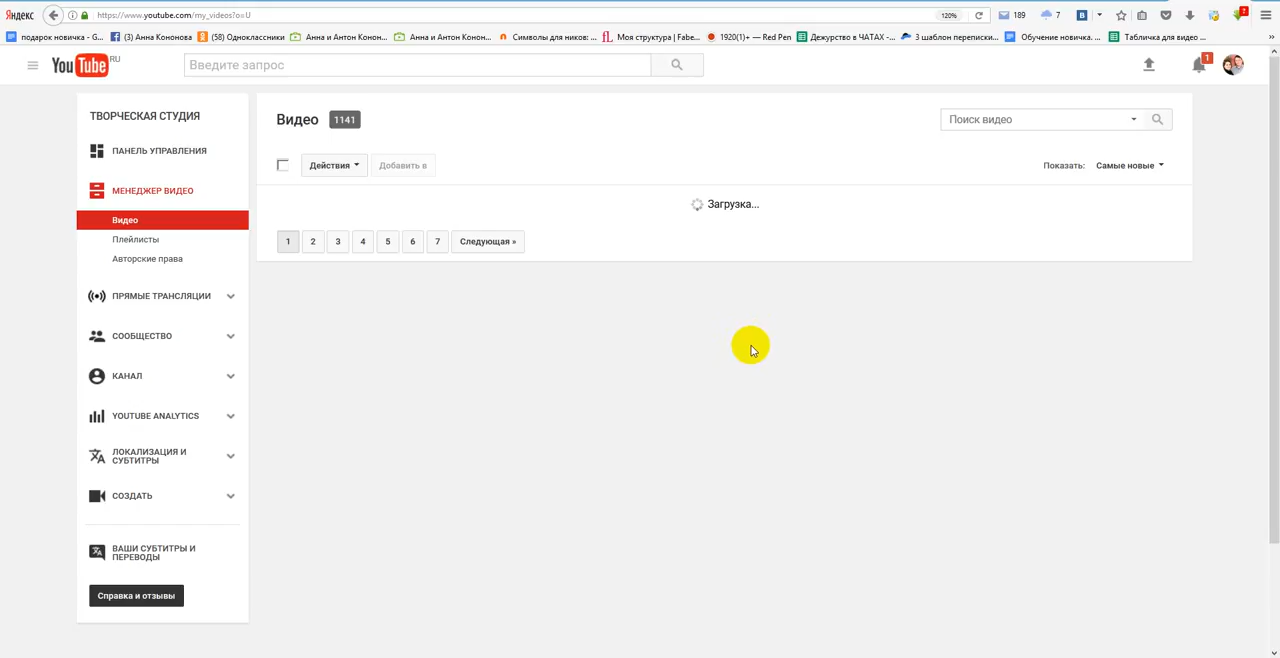 Яндекс https://www.youtube.com/my_videos?o=U 120% 189 7 B 2
подарок новичка - G... (3) Анна Кононова (58) Одноклассники Анна и Антон Конон... Анна и Антон Конон... Символы для ников: ... Моя структура | Fabe... 1920(1)+ — Red Pen Дежурство в ЧАТАХ -... 3 шаблон переписки... Обучение новичка. ... Табличка для видео ... »
YouTube RU Введите запрос 1
ТВОРЧЕСКАЯ СТУДИЯ
ПАНЕЛЬ УПРАВЛЕНИЯ
МЕНЕДЖЕР ВИДЕО
Видео
Плейлисты
Авторские права
ПРЯМЫЕ ТРАНСЛЯЦИИ
СООБЩЕСТВО
КАНАЛ
YOUTUBE ANALYTICS
ЛОКАЛИЗАЦИЯ И
СУБТИТРЫ
СОЗДАТЬ
ВАШИ СУБТИТРЫ И
ПЕРЕВОДЫ
Справка и отзывы
Видео 1141 Поиск видео
Действия Добавить в Показать: Самые новые
Загрузка...
1 2 3 4 5 6 7 Следующая »